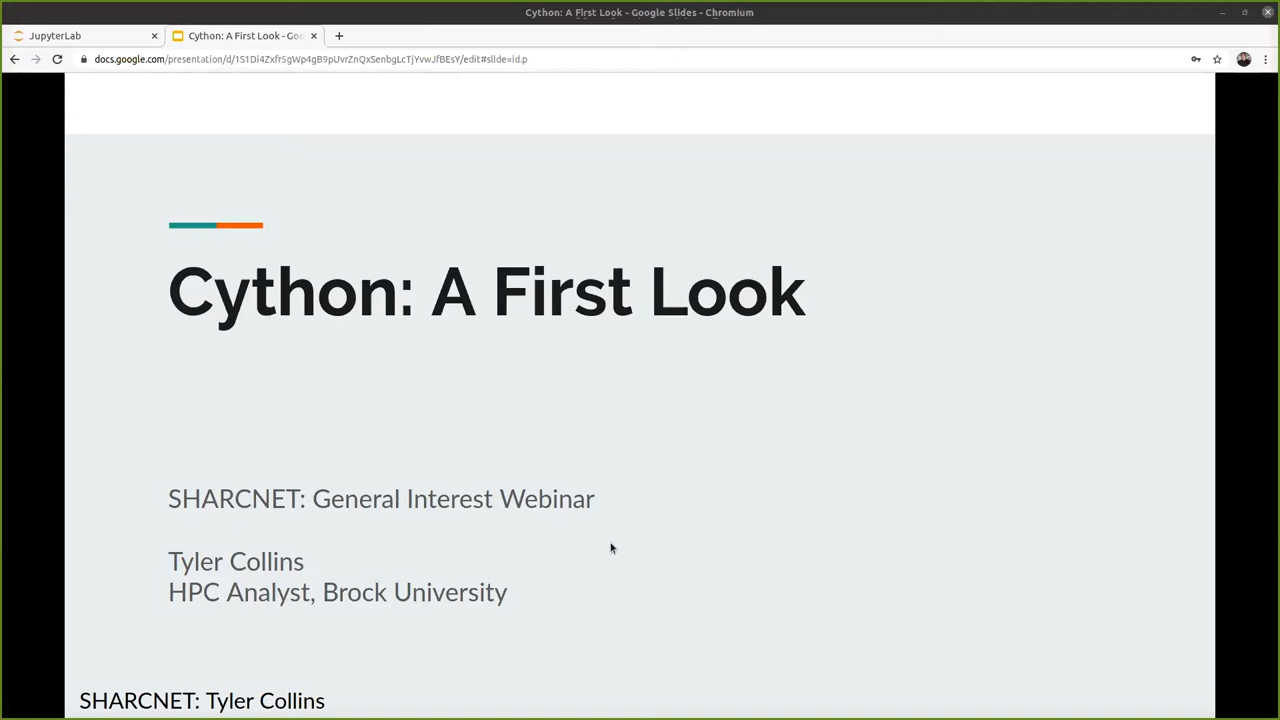 Cython: A First Look - Google Slides - Chromium
JupyterLab
Cython: A First Look - Goo
docs.google.com/presentation/d/1S1Di4ZxfrSgWp4gB9pUvrZnQxSenbgLcTjYvwJfBEsY/edit#slide=id.p
Cython: A First Look
SHARCNET: General Interest Webinar
Tyler Collins
HPC Analyst, Brock University
SHARCNET: Tyler Collins